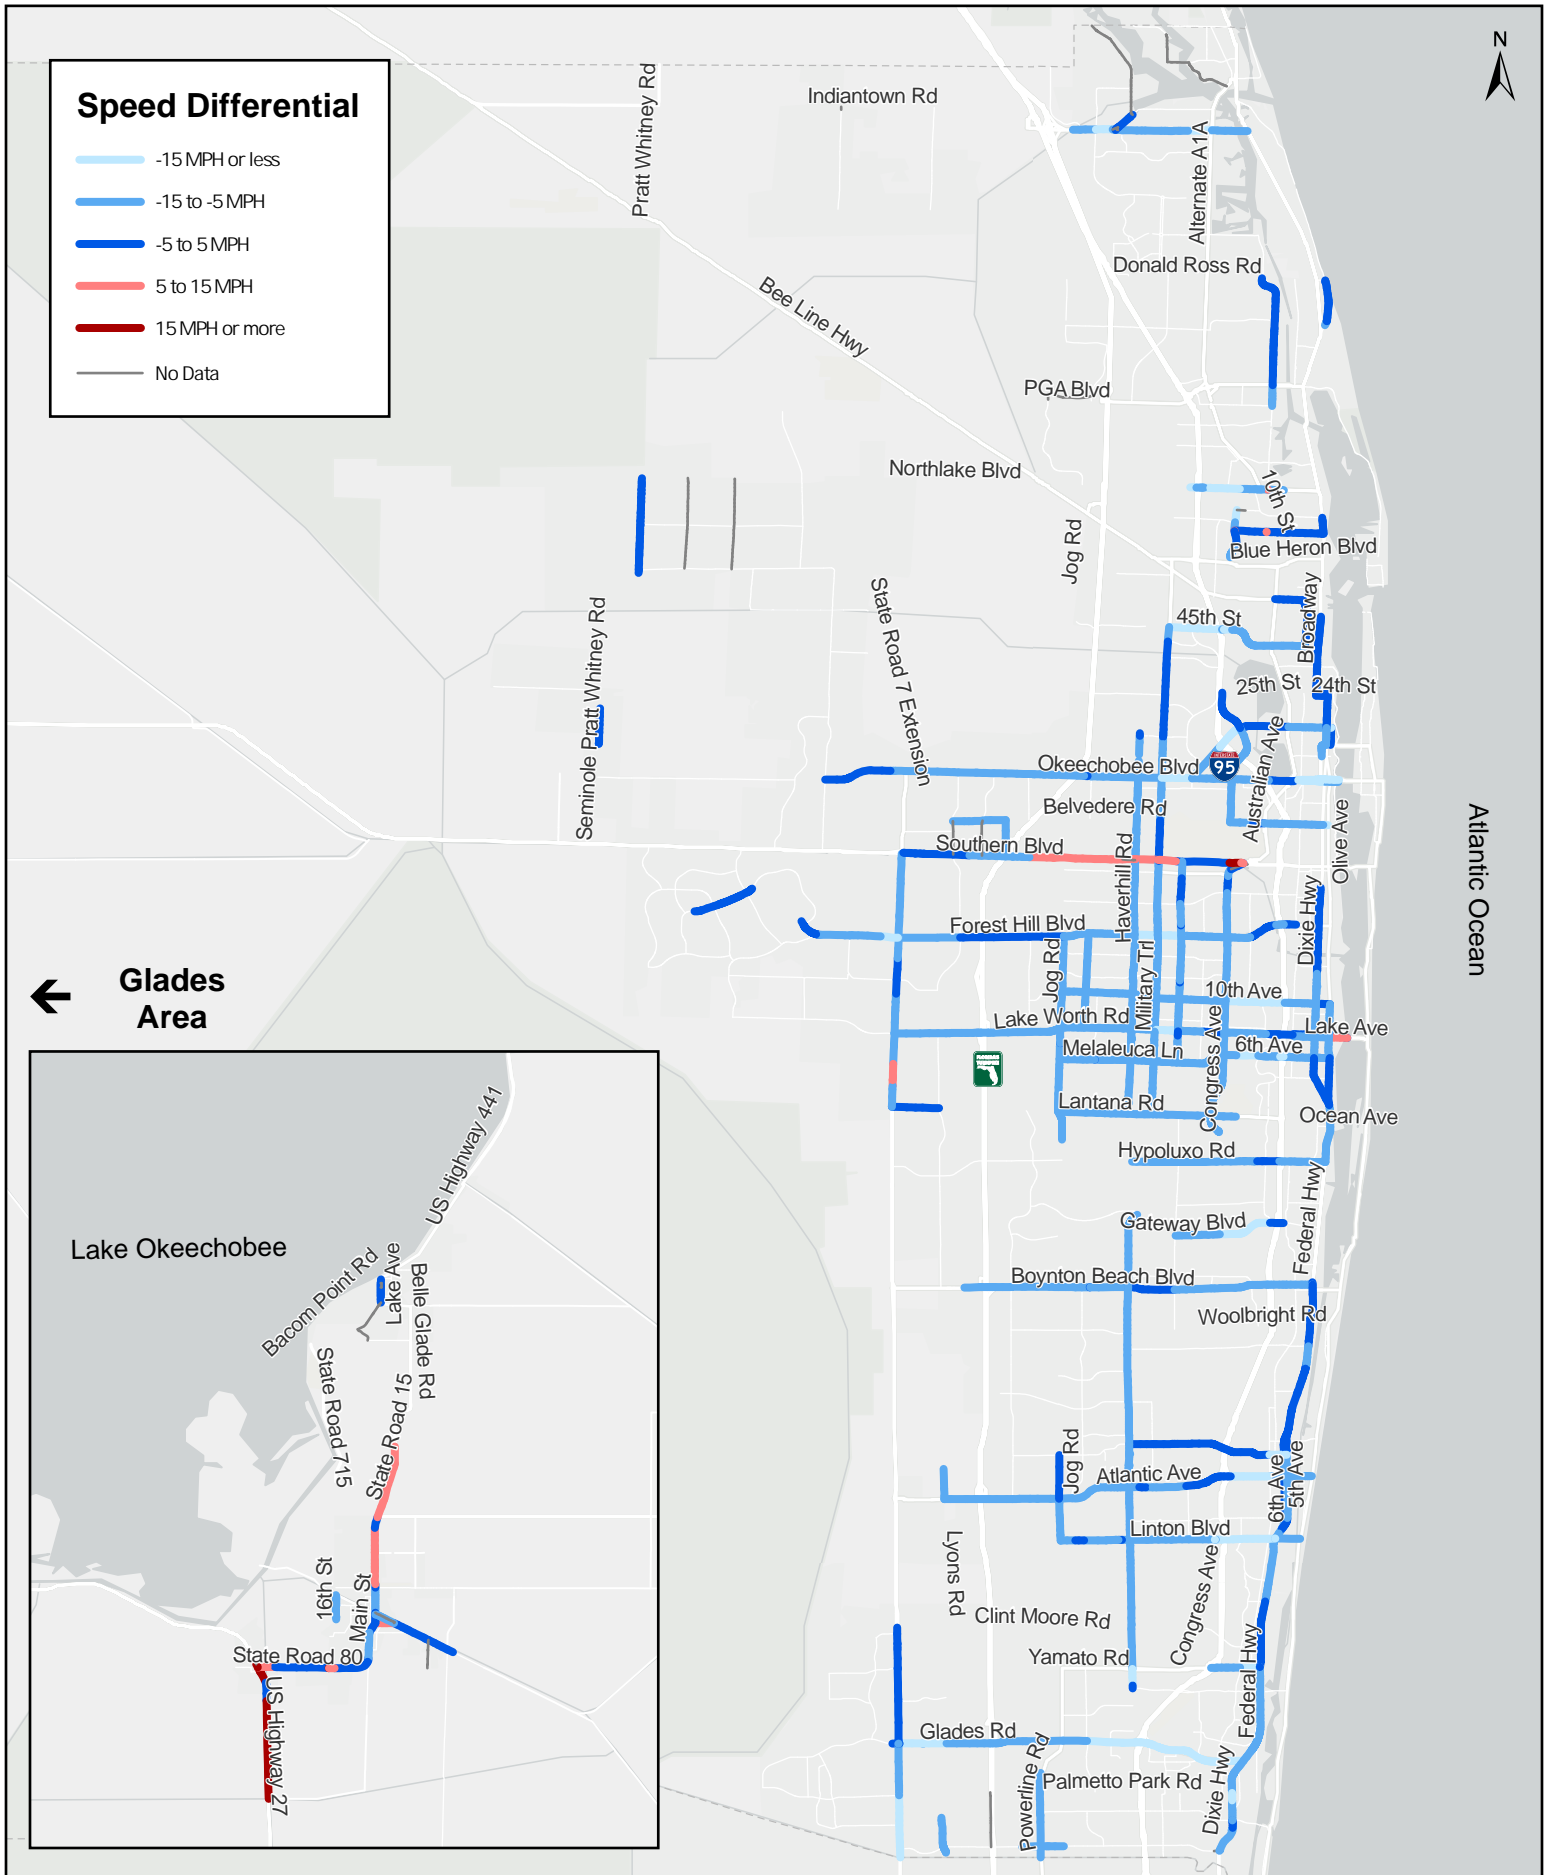 Speed Differential
-15 MPH or less
-15 to -5 MPH
-5 to 5 MPH
5 to 15 MPH
15 MPH or more
No Data
N
Indiantown Rd
Pratt Whitney Rd
Alternate A1A
Donald Ross Rd
Bee Line Hwy
PGA Blvd
Northlake Blvd
10th St
Jog Rd
Blue Heron Blvd
State Road 7 Extension
Seminole Pratt Whitney Rd
45th St
Broadway
25th St
24th St
Australian Ave
Okeechobee Blvd
95
Belvedere Rd
Olive Ave
Atlantic Ocean
Southern Blvd
Haverhill Rd
Dixie Hwy
Forest Hill Blvd
Jog Rd
Military Trl
10th Ave
Lake Worth Rd
Congress Ave
Lake Ave
6th Ave
Melaleuca Ln
Lantana Rd
Ocean Ave
Hypoluxo Rd
Federal Hwy
Gateway Blvd
Boynton Beach Blvd
Woolbright Rd
Jog Rd
Atlantic Ave
6th Ave
5th Ave
Linton Blvd
Lyons Rd
Congress Ave
Clint Moore Rd
Yamato Rd
Federal Hwy
Glades Rd
Powerline Rd
Palmetto Park Rd
Dixie Hwy
Glades
Area
US Highway 441
Lake Okeechobee
Bacom Point Rd
Lake Ave
Belle Glade Rd
State Road 715
State Road 15
16th St
Main St
State Road 80
US Highway 27